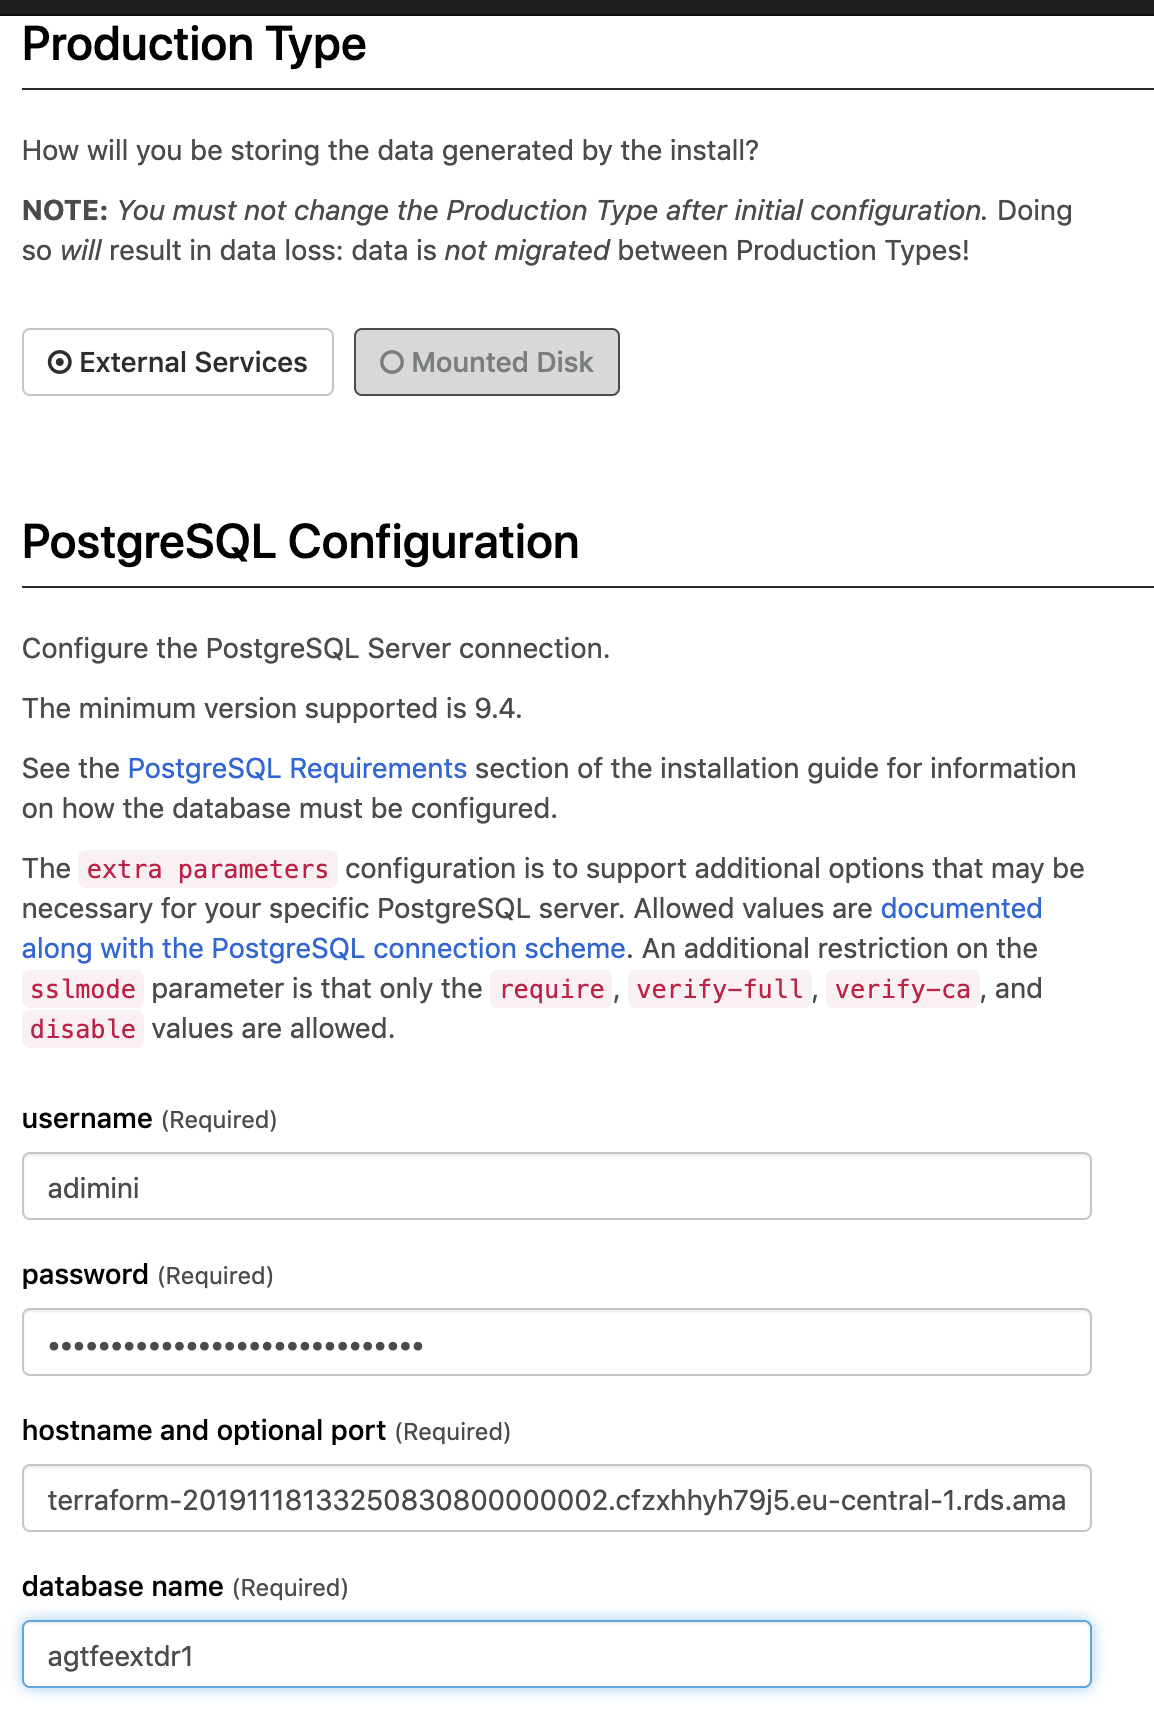 Production Type
How will you be storing the data generated by the install?
NOTE: You must not change the Production Type after initial configuration. Doing
so will result in data loss: data is not migrated between Production Types!
External Services
Mounted Disk
PostgreSQL Configuration
Configure the PostgreSQL Server connection.
The minimum version supported is 9.4.
See the PostgreSQL Requirements section of the installation guide for information
on how the database must be configured.
The extra parameters configuration is to support additional options that may be
necessary for your specific PostgreSQL server. Allowed values are documented
along with the PostgreSQL connection scheme. An additional restriction on the
sslmode parameter is that only the require, verify-full, verify-ca, and
disable values are allowed.
username (Required)
adimini
password (Required)
••••••••••••••••••••••••••••••
hostname and optional port (Required)
terraform-20191118133250830800000002.cfzxhhyh79j5.eu-central-1.rds.ama
database name (Required)
agtfeextdr1